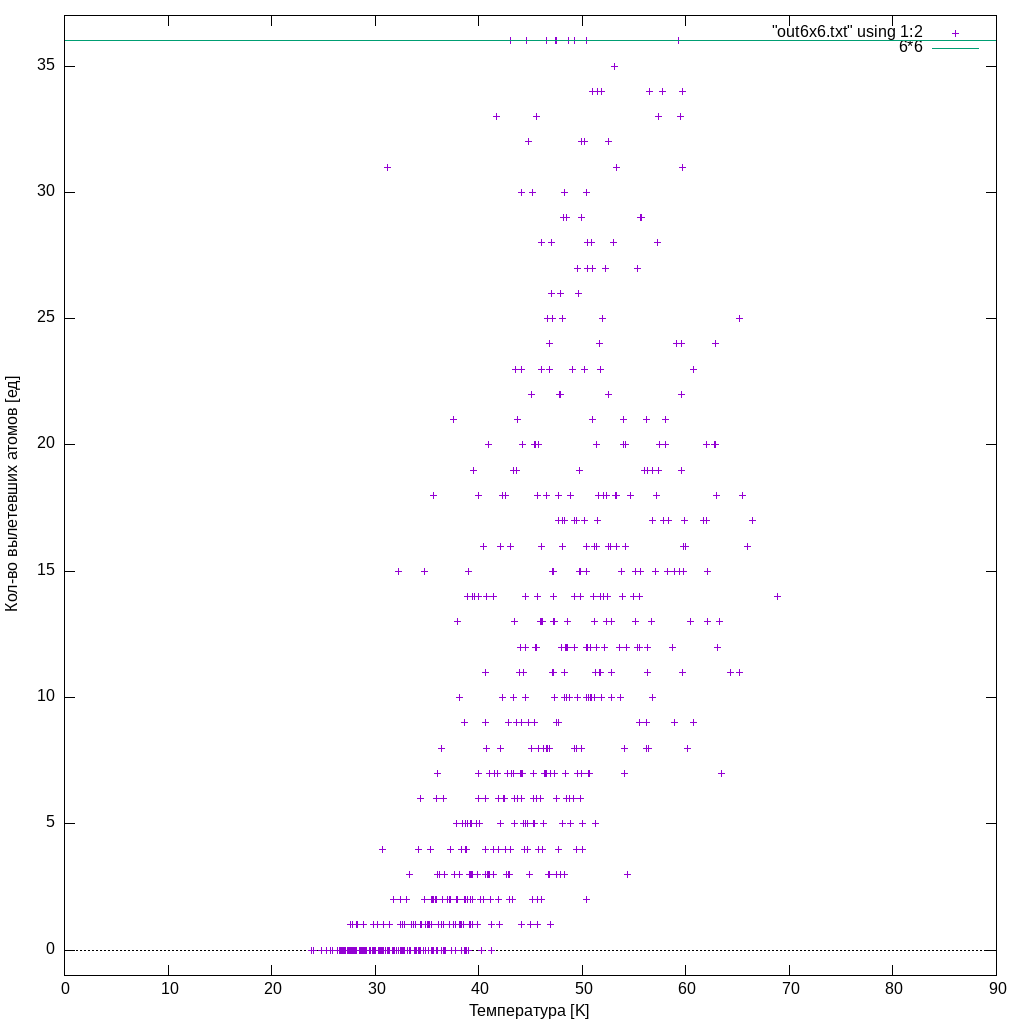 "out6x6.txt" using 1:2
6*6
35
30
25
20
15
10
5
0
Кол-во вылетевших атомов [ед]
0 10 20 30 40 50 60 70 80 90
Температура [K]